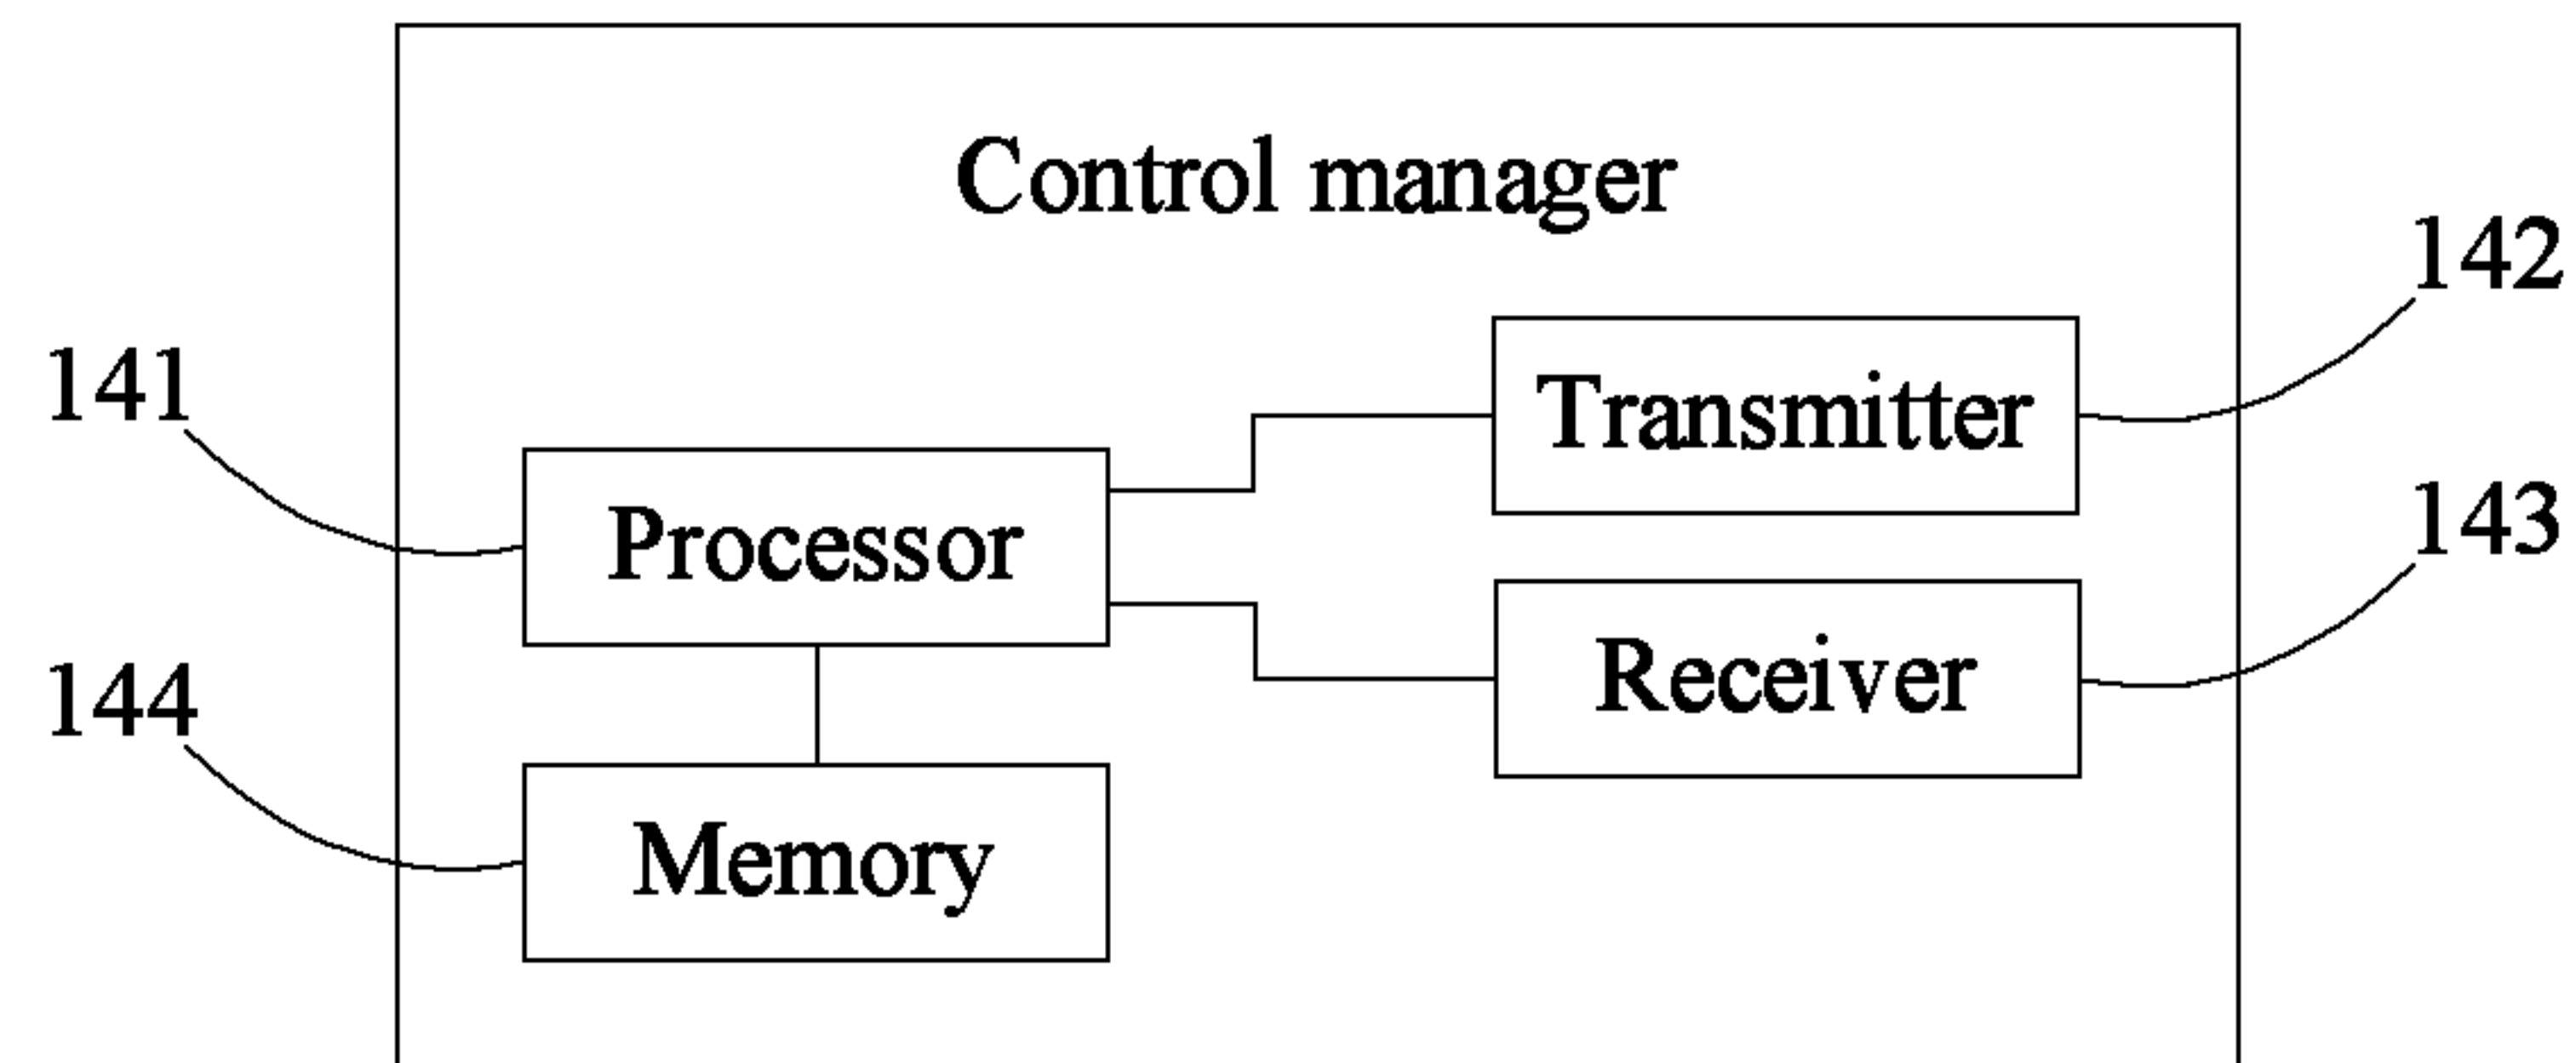 Control manager
142
Transmitter
141
Processor
143
Receiver
144
Memory